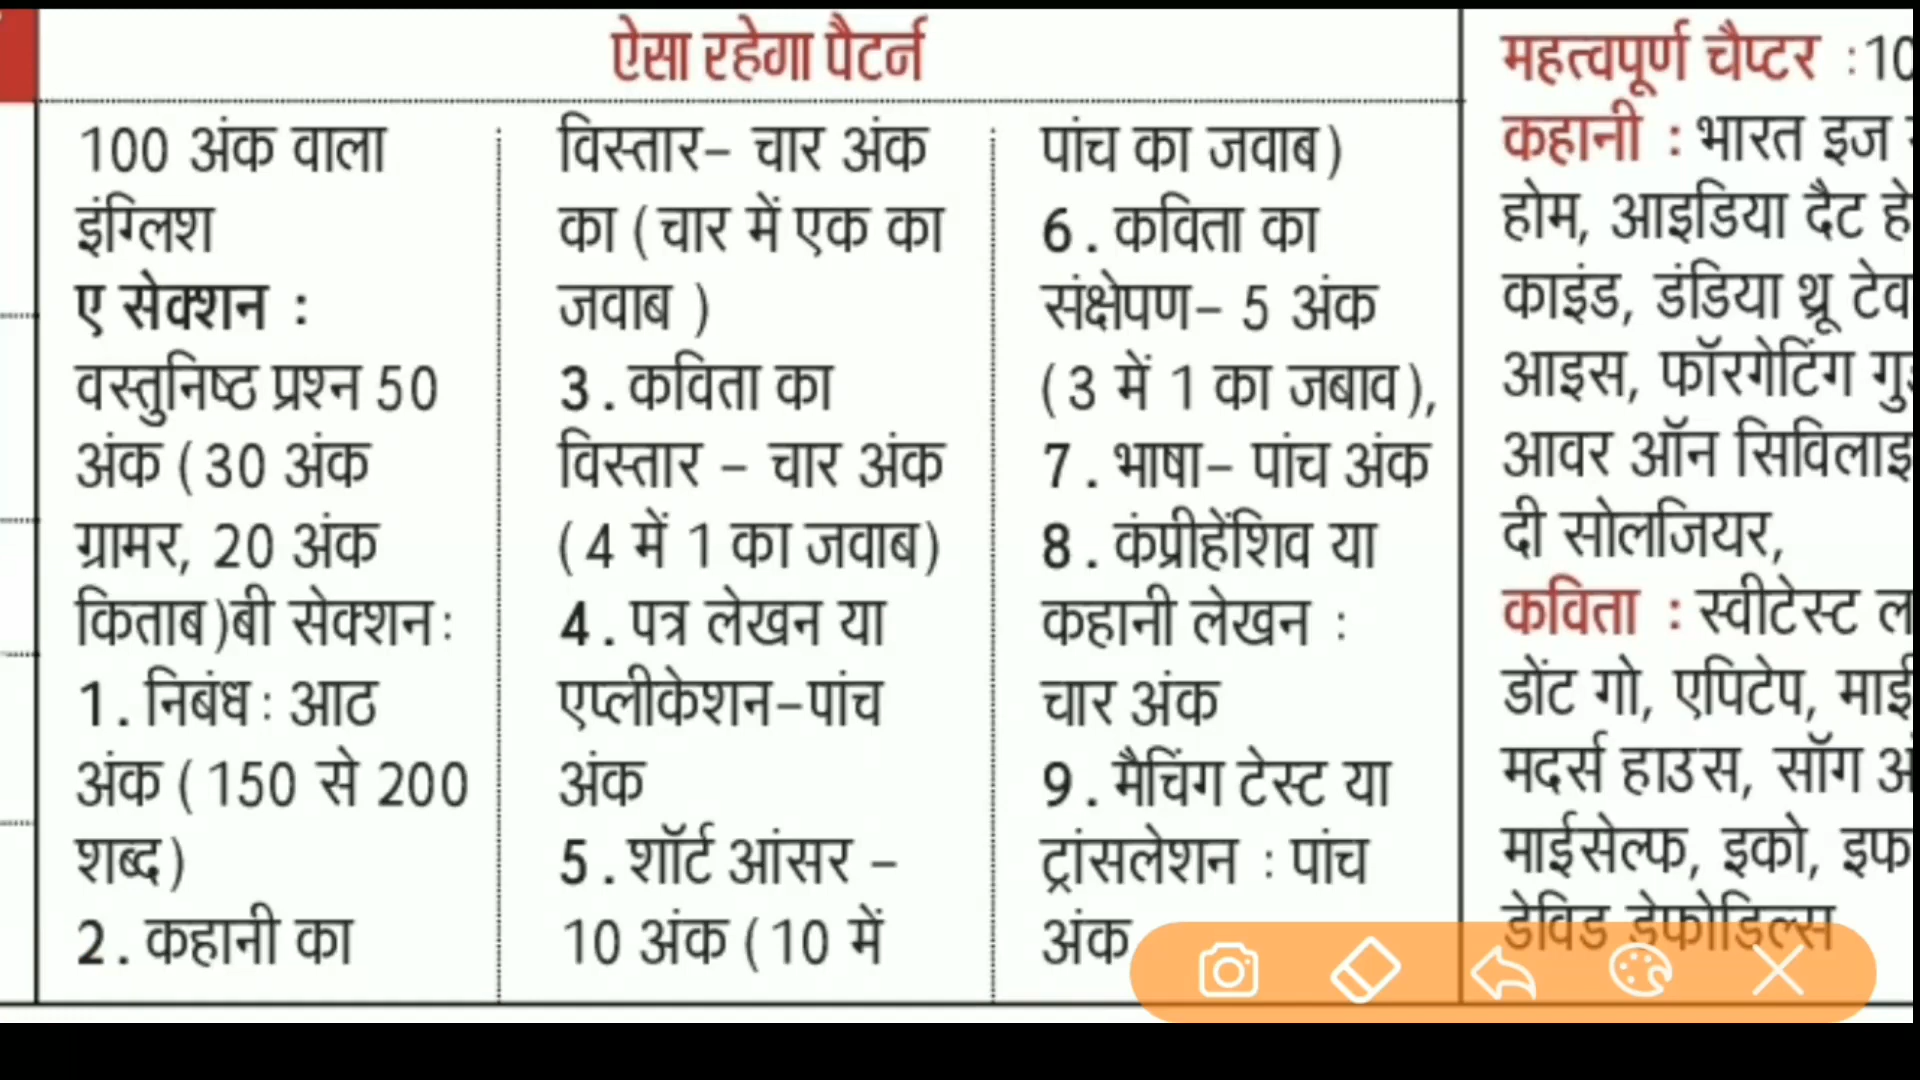 ऐसा रहेगा पैटर्न
100 अंक वाला
इंग्लिश
ए सेक्शन :
वस्तुनिष्ठ प्रश्न 50
अंक (30 अंक
ग्रामर, 20 अंक
किताब)बी सेक्शन:
1. निबंध: आठ
अंक (150 से 200
शब्द)
2. कहानी का
विस्तार– चार अंक
का (चार में एक का
जवाब )
3. कविता का
विस्तार – चार अंक
(4 में 1 का जवाब)
4. पत्र लेखन या
एप्लीकेशन–पांच
अंक
5. शॉर्ट आंसर –
10 अंक (10 में
पांच का जवाब)
6. कविता का
संक्षेपण– 5 अंक
(3 में 1 का जबाव),
7. भाषा– पांच अंक
8. कंप्रीहेंशिव या
कहानी लेखन :
चार अंक
9. मैचिंग टेस्ट या
ट्रांसलेशन : पांच
अंक
महत्वपूर्ण चैप्टर :10
कहानी : भारत इज
होम, आइडिया दैट
काइंड, डंडिया थ्रू
आइस, फॉरगेटिंग
आवर ऑन
दी सोलजियर,
कविता : स्वीटेस्ट
डोंट गो, एपिटेप, माई
मदर्स हाउस, सॉग
माईसेल्फ, इको, इफ
डेविड डेफोडिल्स